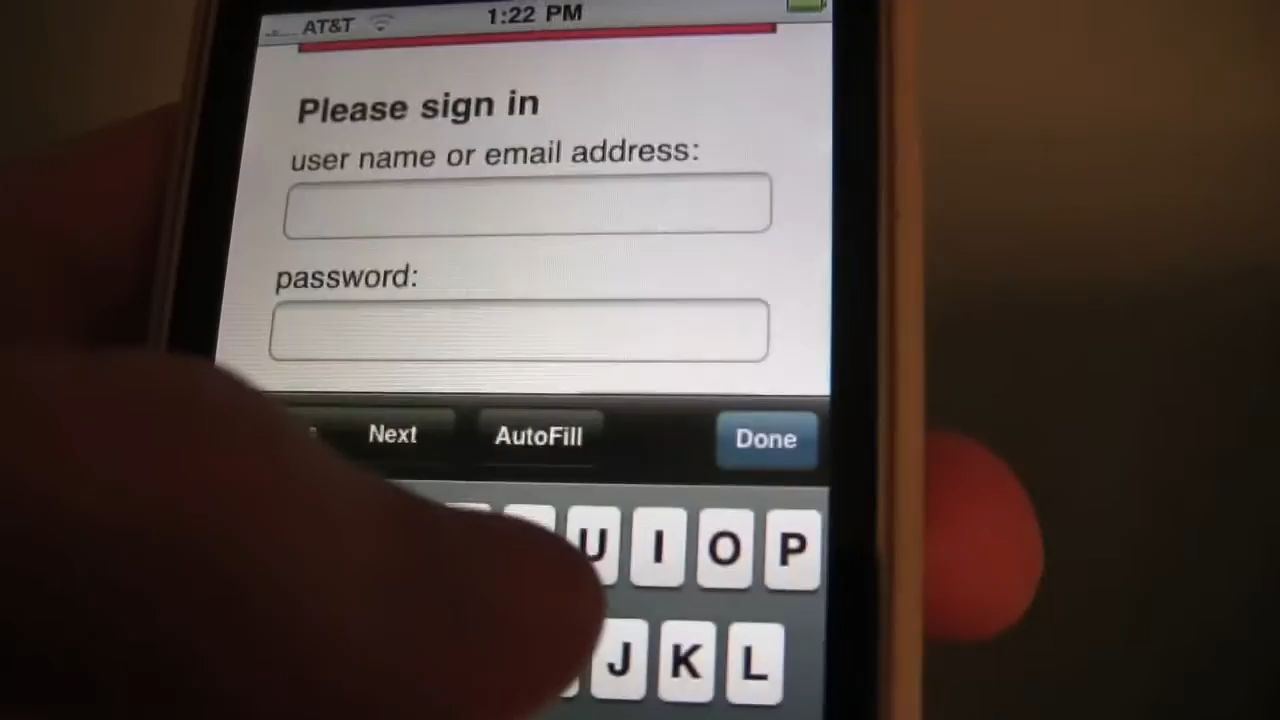 AT&T 1:22 PM
Please sign in
user name or email address:
password:
Next AutoFill Done
U I O P
J K L